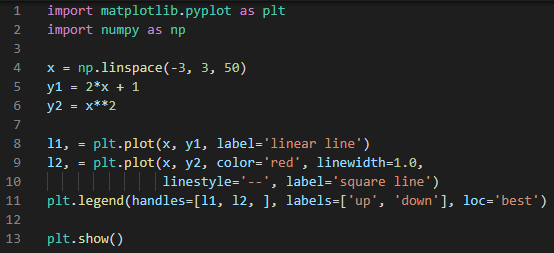 1 import matplotlib.pyplot as plt
2 import numpy as np
3
4 x = np.linspace(-3, 3, 50)
5 y1 = 2*x + 1
6 y2 = x**2
7
8 l1, = plt.plot(x, y1, label='linear line')
9 l2, = plt.plot(x, y2, color='red', linewidth=1.0,
10 linestyle='--', label='square line')
11 plt.legend(handles=[l1, l2, ], labels=['up', 'down'], loc='best')
12
13 plt.show()